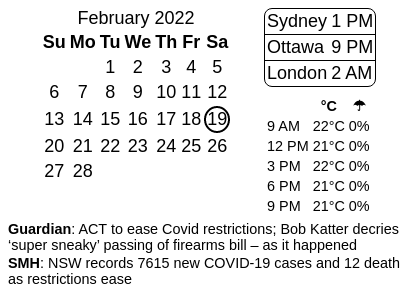 February 2022
Su Mo Tu We Th Fr Sa
1 2 3 4 5
6 7 8 9 10 11 12
13 14 15 16 17 18 19
20 21 22 23 24 25 26
27 28
Sydney 1 PM
Ottawa 9 PM
London 2 AM
°C ☂
9 AM 22°C 0%
12 PM 21°C 0%
3 PM 22°C 0%
6 PM 21°C 0%
9 PM 21°C 0%
Guardian: ACT to ease Covid restrictions; Bob Katter decries
‘super sneaky’ passing of firearms bill – as it happened
SMH: NSW records 7615 new COVID-19 cases and 12 death
as restrictions ease